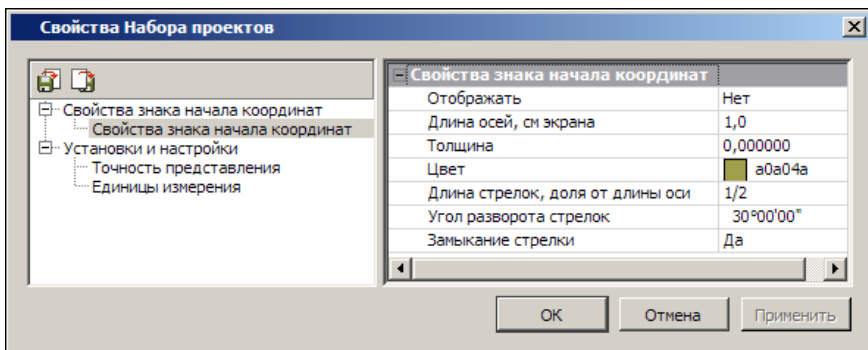 Свойства Набора проектов
Свойства знака начала координат
Свойства знака начала координат
Установки и настройки
Точность представления
Единицы измерения
Свойства знака начала координат
Отображать Нет
Длина осей, см экрана 1,0
Толщина 0,000000
Цвет a0a04a
Длина стрелок, доля от длины оси 1/2
Угол разворота стрелок 30°00'00"
Замыкание стрелки Да
ОК Отмена Применить